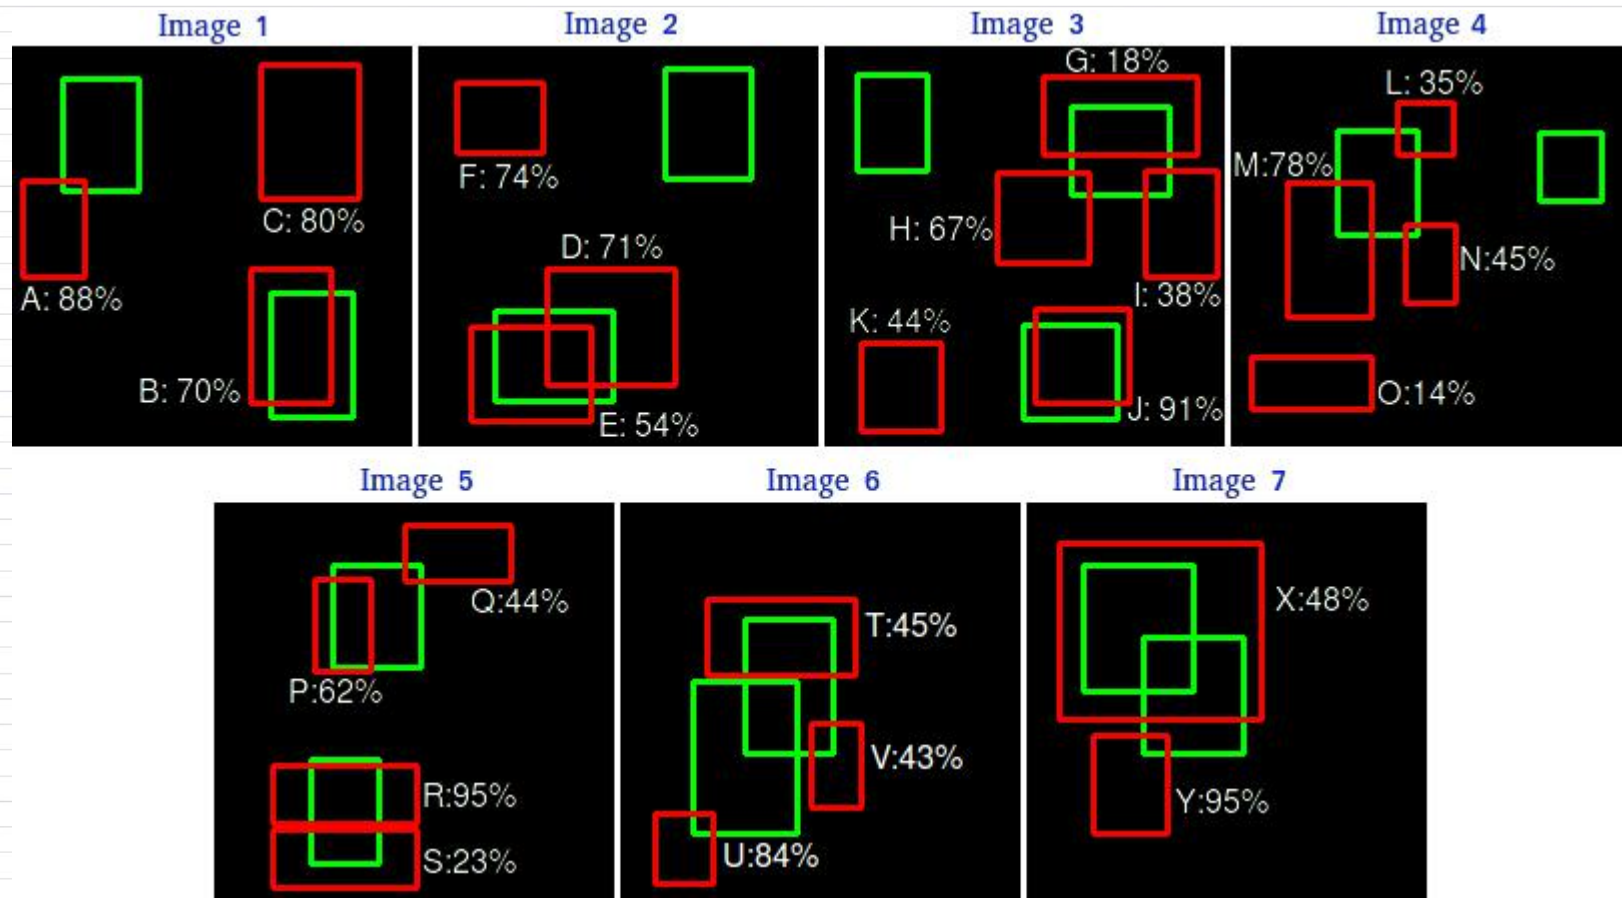 Image 1
Image 2
Image 3
Image 4
A: 88%
C: 80%
B: 70%
F: 74%
D: 71%
E: 54%
G: 18%
H: 67%
I: 38%
K: 44%
J: 91%
L: 35%
M:78%
N:45%
O:14%
Image 5
Image 6
Image 7
Q:44%
P:62%
R:95%
S:23%
T:45%
V:43%
U:84%
X:48%
Y:95%